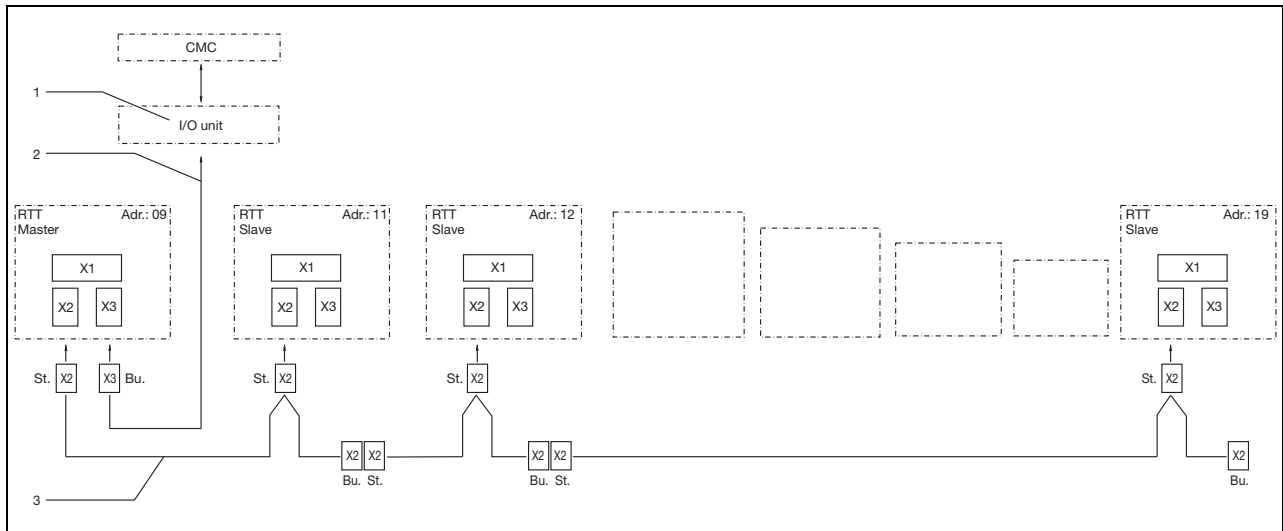 CMC
1
I/O unit
2
RTT Adr.: 09
Master
X1
X2 X3
RTT Adr.: 11
Slave
X1
X2 X3
RTT Adr.: 12
Slave
X1
X2 X3
RTT Adr.: 19
Slave
X1
X2 X3
St. X2 X3 Bu.
St. X2
St. X2
St. X2
X2 X2
Bu. St.
X2 X2
Bu. St.
X2
Bu.
3